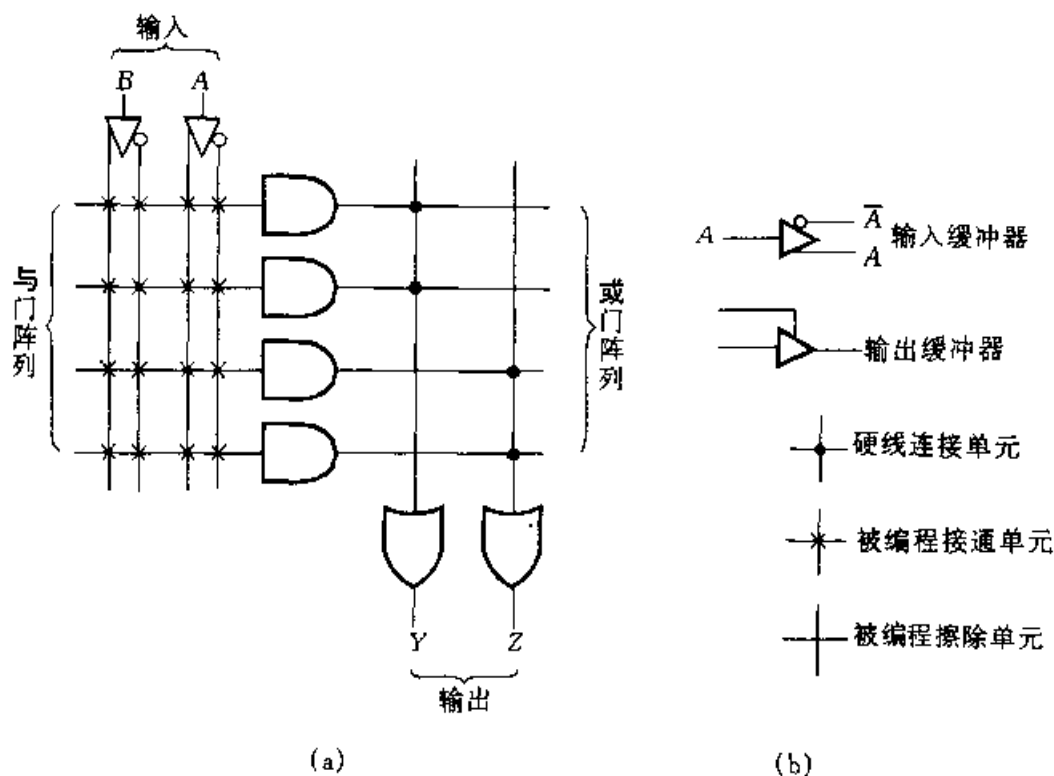 输入
B A
与门阵列
或门阵列
Y Z
输出
(a)
A
A̅
输入缓冲器
A
输出缓冲器
硬线连接单元
被编程接通单元
被编程擦除单元
(b)